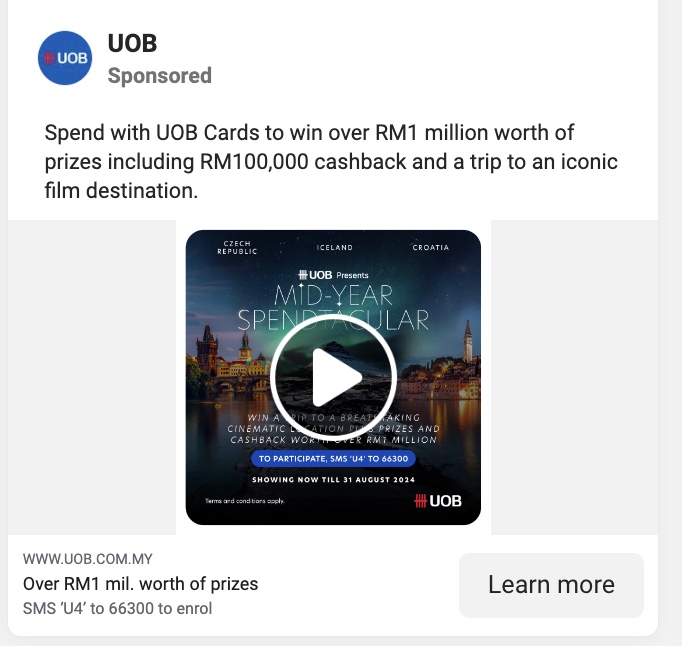 UOB
UOB
Sponsored
Spend with UOB Cards to win over RM1 million worth of
prizes including RM100,000 cashback and a trip to an iconic
film destination.
CZECH
REPUBLIC
ICELAND
CROATIA
UOB Presents
MID-YEAR
SPENDTACULAR
WIN A TRIP TO A BREATHTAKING
CINEMATIC LOCATION PLUS PRIZES AND
CASHBACK WORTH OVER RM1 MILLION
TO PARTICIPATE, SMS 'U4' TO 66300
SHOWING NOW TILL 31 AUGUST 2024
Terms and conditions apply.
UOB
WWW.UOB.COM.MY
Over RM1 mil. worth of prizes
SMS 'U4' to 66300 to enrol
Learn more